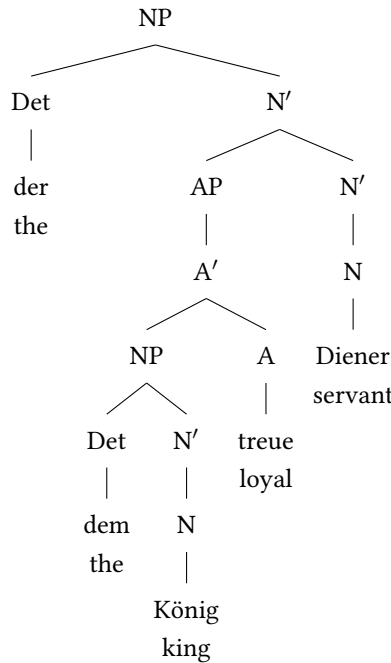 NP
Det N′
der
the
AP N′
A′ N
NP A Diener
servant
Det N′ treue
loyal
dem
the
N
König
king